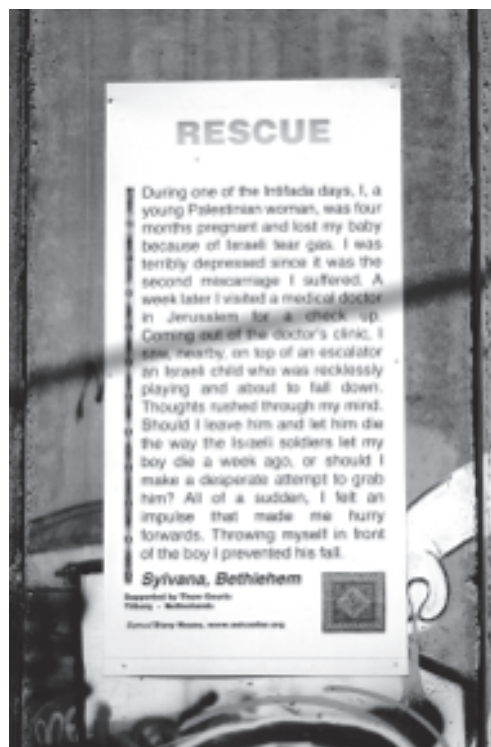 RESCUE
During one of the Intifada days, I, a
young Palestinian woman, was four
months pregnant and lost my baby
because of Israeli tear gas. I was
terribly depressed since it was the
second miscarriage I suffered. A
week later I visited a medical doctor
in Jerusalem for a check up.
Coming out of the doctor's clinic, I
saw, nearby, on top of an escalator
an Israeli child who was recklessly
playing and about to fall down.
Thoughts rushed through my mind.
Should I leave him and let him die
the way the Israeli soldiers let my
boy die a week ago, or should I
make a desperate attempt to grab
him? All of a sudden, I felt an
impulse that made me hurry
forwards. Throwing myself in front
of the boy I prevented his fall.
Sylvana, Bethlehem
Supported by
Tilburg - Netherlands
Sumud Story House, www.aeicenter.org